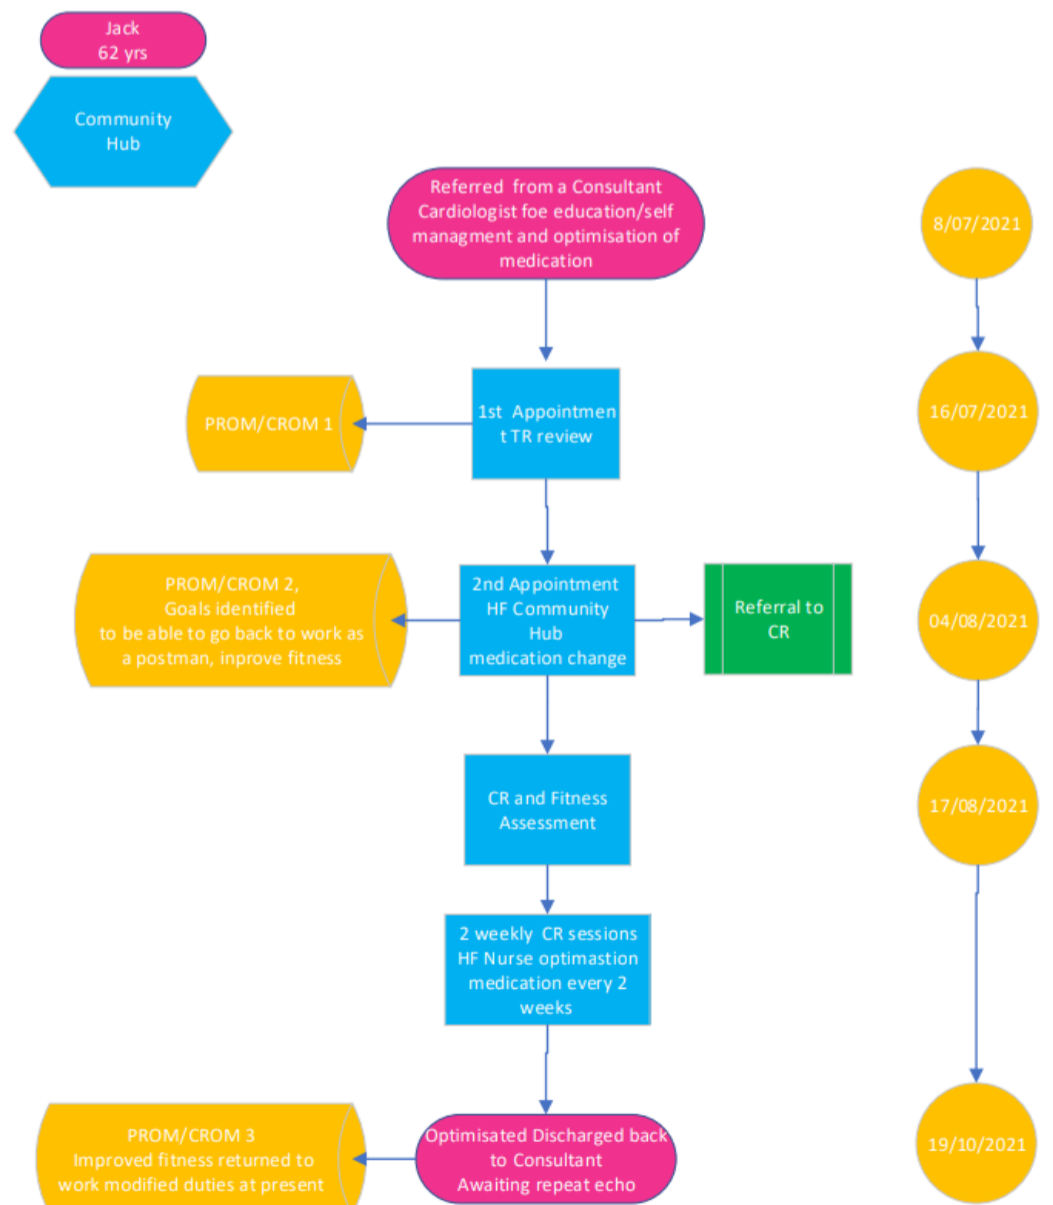 Jack
62 yrs
Community
Hub
Referred from a Consultant
Cardiologist foe education/self
managment and optimisation of
medication
8/07/2021
PROM/CROM 1
1st Appointmen
t TR review
16/07/2021
PROM/CROM 2,
Goals identified
to be able to go back to work as
a postman, inprove fitness
2nd Appointment
HF Community
Hub
medication change
Referral to
CR
04/08/2021
CR and Fitness
Assessment
17/08/2021
2 weekly CR sessions
HF Nurse optimastion
medication every 2
weeks
PROM/CROM 3
Improved fitness returned to
work modified duties at present
Optimisated Discharged back
to Consultant
Awaiting repeat echo
19/10/2021